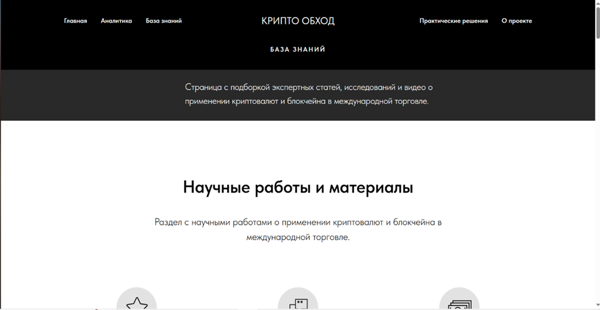 Главная Аналитика База знаний КРИПТО ОБХОД Практические решения О проекте
БАЗА ЗНАНИЙ
Страница с подборкой экспертных статей, исследований и видео о
применении криптовалют и блокчейна в международной торговле.
Научные работы и материалы
Раздел с научными работами о применении криптовалют и блокчейна в
международной торговле.